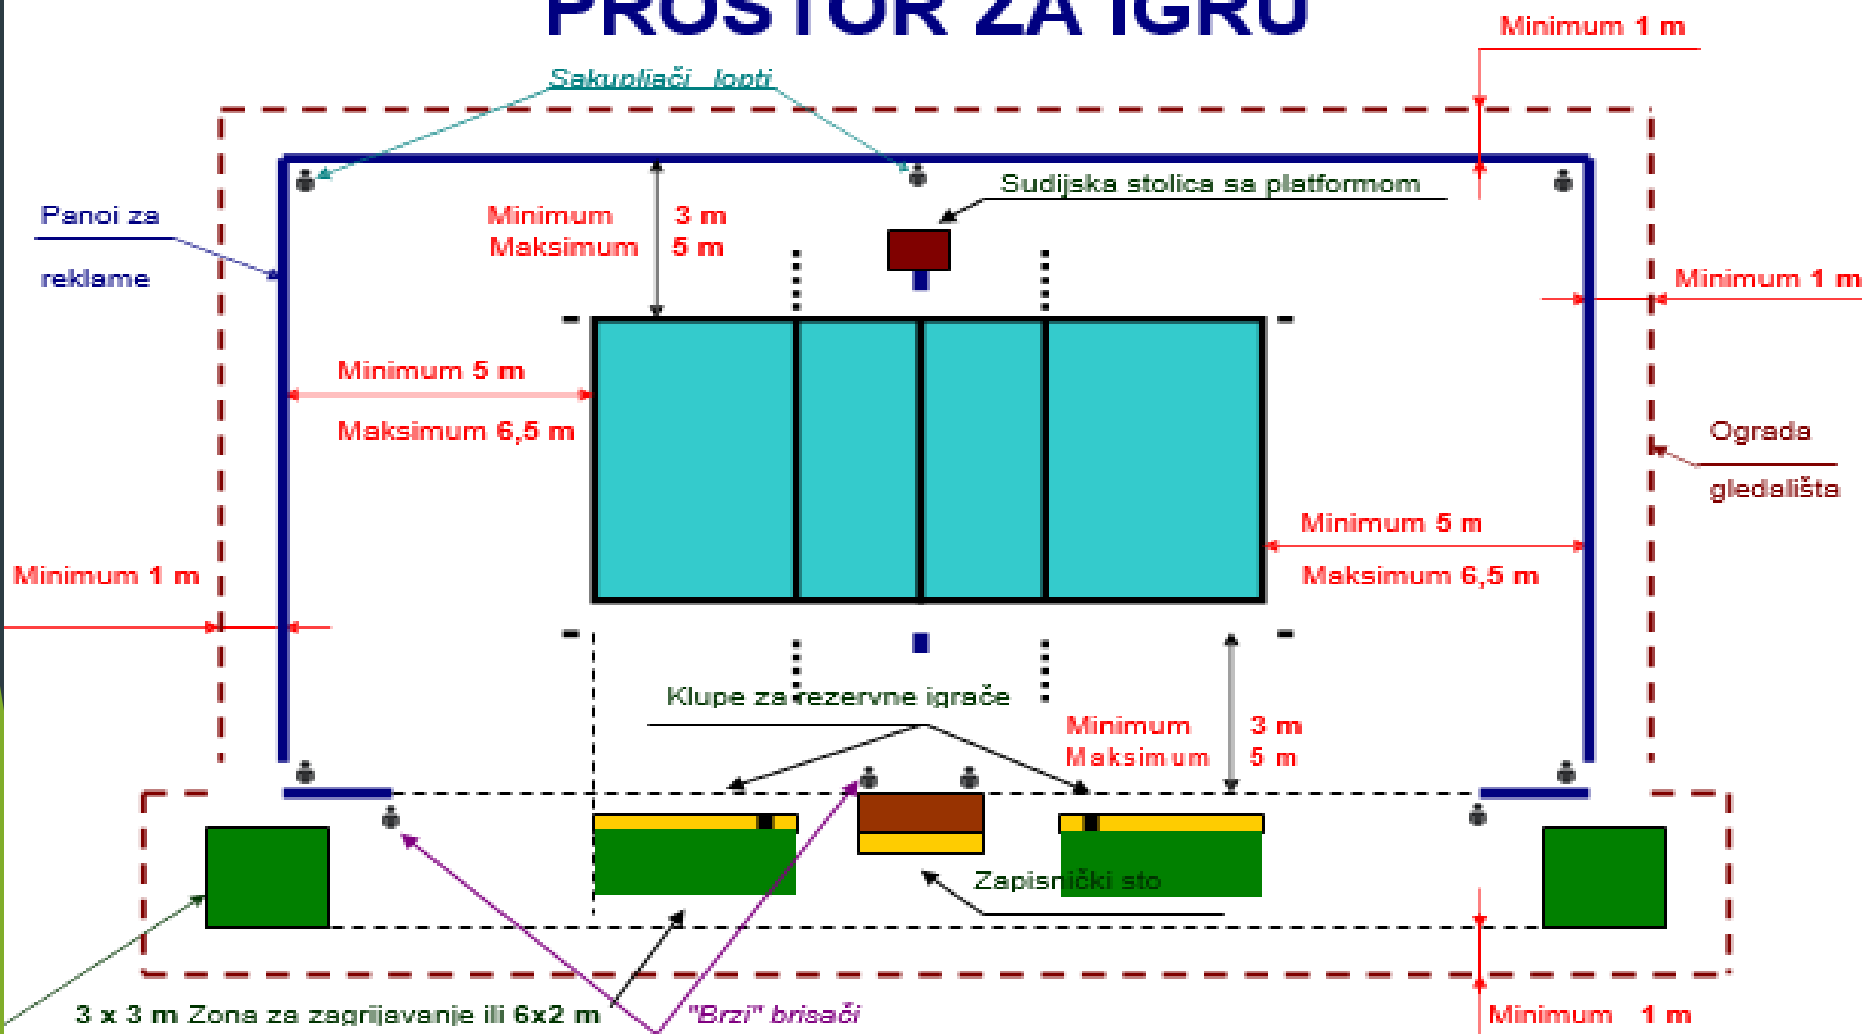 PROSTOR ZA IGRU
Minimum 1 m
Sakupljači lopti
Sudijska stolica sa platformom
Panoi za
reklame
Minimum 3 m
Maksimum 5 m
Minimum 1 m
Minimum 5 m
Maksimum 6,5 m
Ograda
gledališta
Minimum 5 m
Maksimum 6,5 m
Minimum 1 m
Klupe za rezervne igrače
Minimum 3 m
Maksimum 5 m
Zapisnički sto
3 x 3 m Zona za zagrijavanje ili 6x2 m
"Brzi" brisači
Minimum 1 m